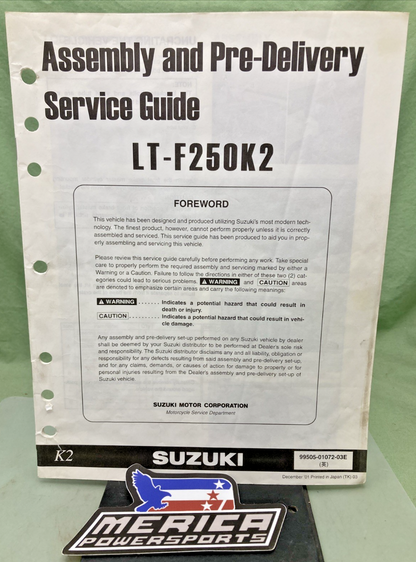 Assembly and Pre-Delivery
Service Guide
LT-F250K2
FOREWORD
This vehicle has been designed and produced utilizing Suzuki's most modern tech-
nology. The finest product, however, cannot perform properly unless it is correctly
assembled and serviced. This service guide has been produced to aid you in prop-
erly assembling and servicing this vehicle.
Please review this service guide carefully before performing any work. Take special
care to properly perform the required assembly and servicing marked by either a
Warning or a Caution. Failure to follow the directions in either of these two (2) cat-
egories could lead to serious problems. WARNING and CAUTION areas
are denoted to emphasize certain areas and carry the following meanings:
WARNING ........ Indicates a potential hazard that could result in
death or injury.
CAUTION .......... Indicates a potential hazard that could result in vehi-
cle damage.
Any assembly and pre-delivery set-up performed on any Suzuki vehicle by dealer
shall be deemed by your Suzuki distributor to be performed at Dealer's sole risk
and responsibility. The Suzuki distributor disclaims any and all liability, obligation or
responsibility for any defects resulting from said assembly and pre-delivery set-up,
and for any claims, demands, or causes of action for damage to property or for
personal injuries resulting from the Dealer's assembly and pre-delivery set-up of
Suzuki vehicle.
SUZUKI MOTOR CORPORATION
Motorcycle Service Department
K2
SUZUKI
99505-01072-03E
(英)
December '01 Printed in Japan (TK)
MERICA
POWERSPORTS